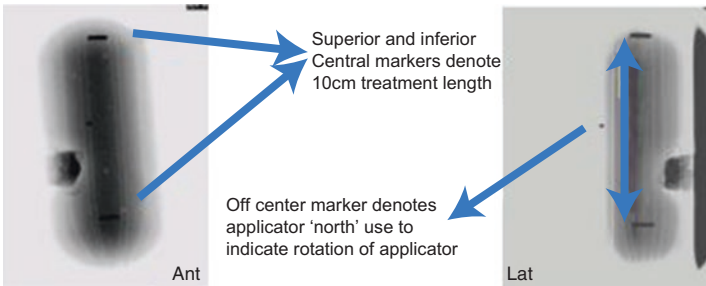 Superior and inferior
Central markers denote
10cm treatment length
Off center marker denotes
applicator 'north' use to
indicate rotation of applicator
Ant
Lat